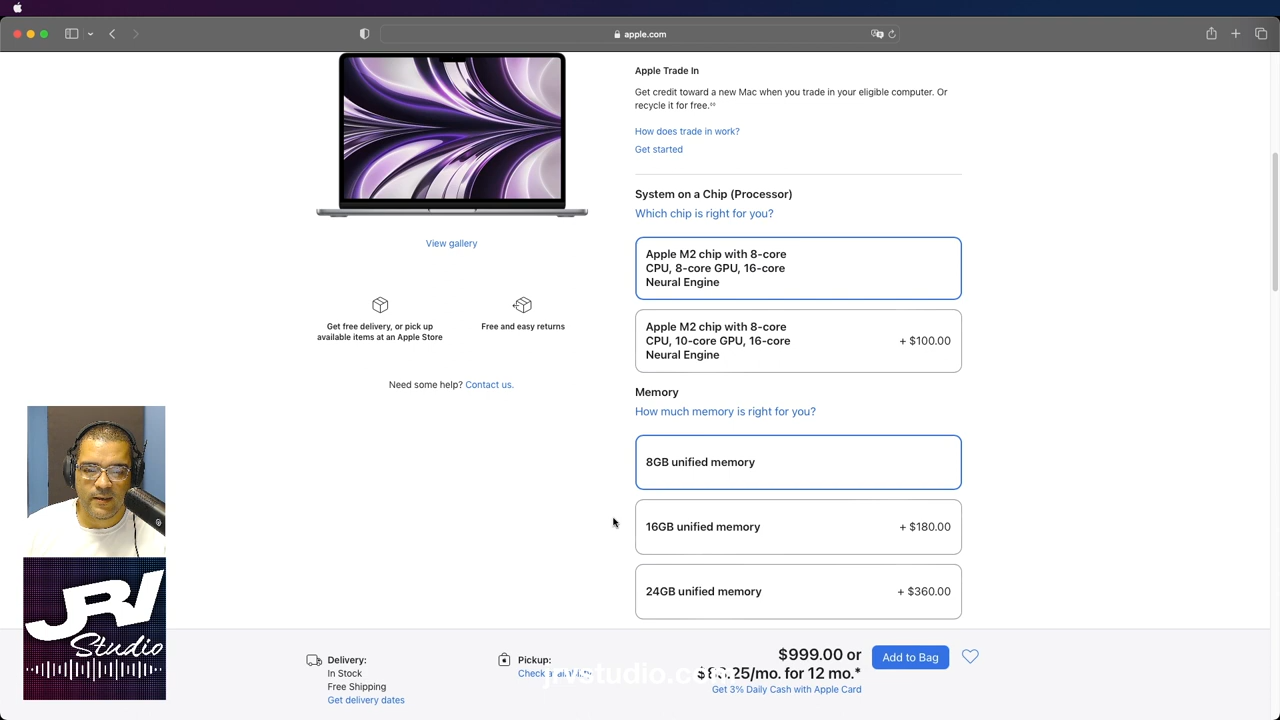 apple.com
Apple Trade In
Get credit toward a new Mac when you trade in your eligible computer. Or
recycle it for free.◊◊
How does trade in work?
Get started
System on a Chip (Processor)
Which chip is right for you?
View gallery
Apple M2 chip with 8-core
CPU, 8-core GPU, 16-core
Neural Engine
Get free delivery, or pick up
available items at an Apple Store
Free and easy returns
Apple M2 chip with 8-core
CPU, 10-core GPU, 16-core
Neural Engine
+ $100.00
Need some help? Contact us.
Memory
How much memory is right for you?
8GB unified memory
16GB unified memory
+ $180.00
24GB unified memory
+ $360.00
JRV
Studio
Delivery:
In Stock
Free Shipping
Get delivery dates
Pickup:
Check
$999.00 or
/mo. for 12 mo.*
Get 3% Daily Cash with Apple Card
Add to Bag